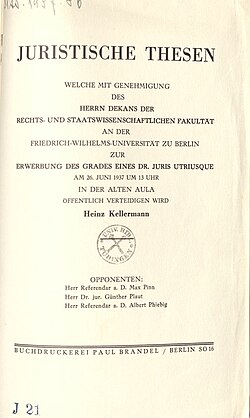 JURISTISCHE THESEN
WELCHE MIT GENEHMIGUNG
DES
HERRN DEKANS DER
RECHTS- UND STAATSWISSENSCHAFTLICHEN FAKULTÄT
AN DER
FRIEDRICH-WILHELMS-UNIVERSITÄT ZU BERLIN
ZUR
ERWERBUNG DES GRADES EINES DR. JURIS UTRIUSQUE
AM 26. JUNI 1937 UM 13 UHR
IN DER ALTEN AULA
ÖFFENTLICH VERTEIDIGEN WIRD
Heinz Kellermann
UNIV. BIBL.
TÜBINGEN
OPPONENTEN:
Herr Referendar a. D. Max Pinn
Herr Dr. jur. Günther Plaut
Herr Referendar a. D. Albert Phiebig
BUCHDRUCKEREI PAUL BRANDEL / BERLIN SO 16
J 21